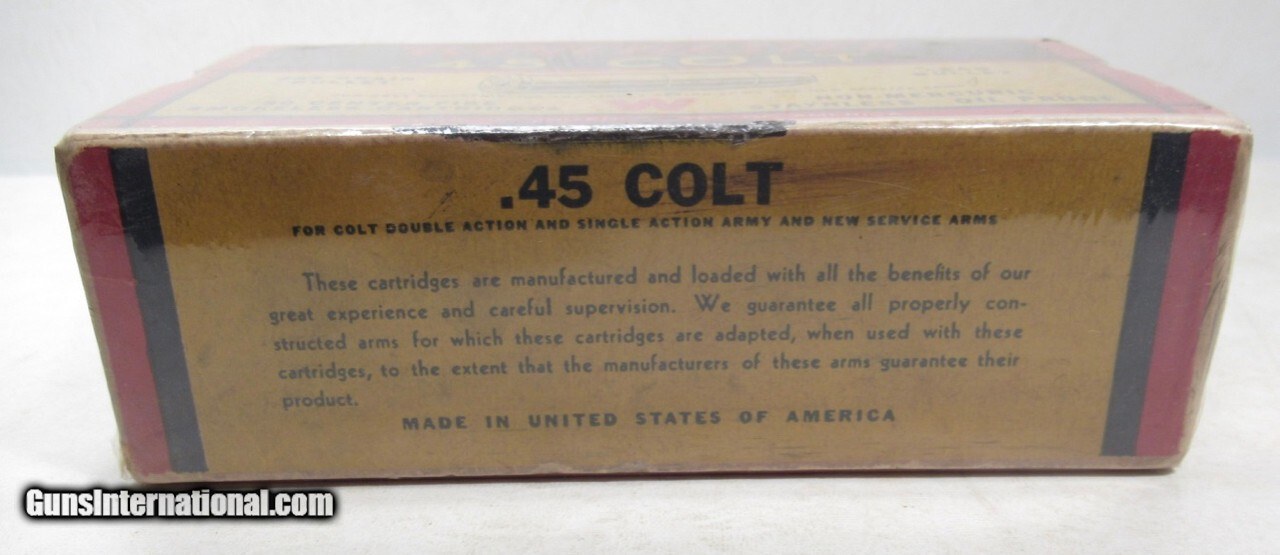 .45 COLT
FOR COLT DOUBLE ACTION AND SINGLE ACTION ARMY AND NEW SERVICE ARMS
These cartridges are manufactured and loaded with all the benefits of our
great experience and careful supervision. We guarantee all properly con-
structed arms for which these cartridges are adapted, when used with these
cartridges, to the extent that the manufacturers of these arms guarantee their
product.
MADE IN UNITED STATES OF AMERICA
GunsInternational.com